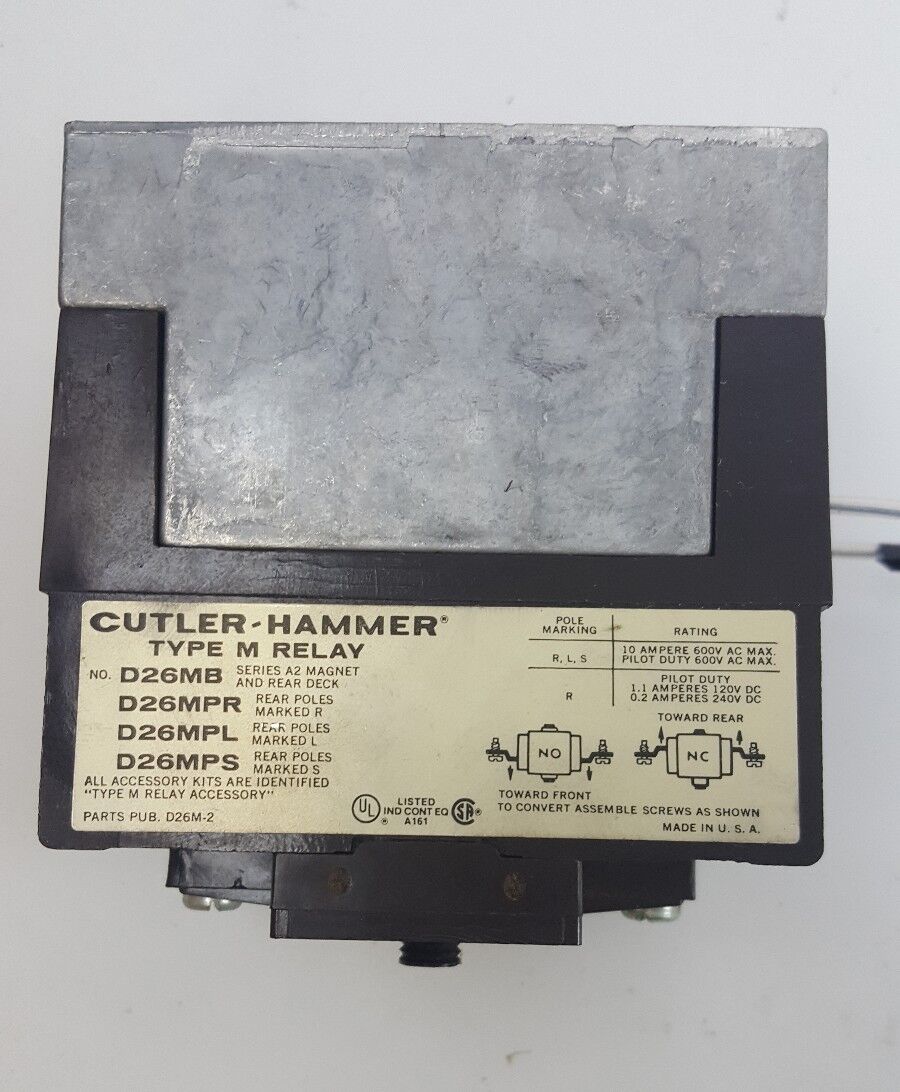 CUTLER-HAMMER®
TYPE M RELAY
NO. D26MB SERIES A2 MAGNET AND REAR DECK
D26MPR REAR POLES MARKED R
D26MPL REAR POLES MARKED L
D26MPS REAR POLES MARKED S
ALL ACCESSORY KITS ARE IDENTIFIED
"TYPE M RELAY ACCESSORY"
PARTS PUB. D26M-2
UL ® LISTED
IND CONT EQ
A161
SA ®
POLE MARKING RATING
R, L, S 10 AMPERE 600V AC MAX.
PILOT DUTY 600V AC MAX.
R PILOT DUTY
1.1 AMPERES 120V DC
0.2 AMPERES 240V DC
TOWARD REAR
NO NC
TOWARD FRONT
TO CONVERT ASSEMBLE SCREWS AS SHOWN
MADE IN U. S. A.